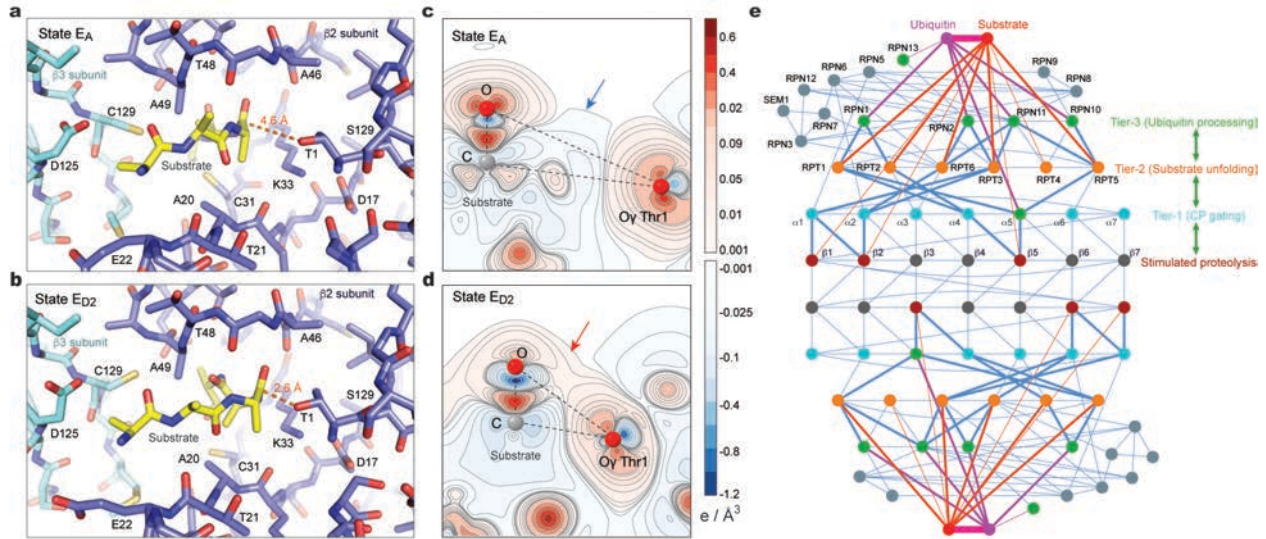 a
State EA
β3 subunit
β2 subunit
T48
A46
A49
C129
4.6 Å
S129
T1
Substrate
D125
K33
A20
C31
D17
E22
T21
b
State ED2
β3 subunit
β2 subunit
T48
A46
A49
C129
2.6 Å
S129
T1
Substrate
D125
K33
A20
C31
D17
E22
T21
c
State EA
O
C
Substrate
Oγ Thr1
d
State ED2
O
C
Substrate
Oγ Thr1
0.6
0.4
0.02
0.09
0.05
0.01
0.001
-0.001
-0.025
-0.1
-0.4
-0.6
-1.2
e / Å³
e
Ubiquitin
Substrate
RPN13
RPN5
RPN6
RPN9
RPN12
RPN8
SEM1
RPN1
RPN11
RPN10
RPN7
RPN2
Tier-3 (Ubiquitin processing)
RPN3
RPT1
RPT2
RPT6
RPT3
RPT4
RPT5
Tier-2 (Substrate unfolding)
α1
α2
α3
α4
α5
α6
α7
Tier-1 (CP gating)
β1
β2
β3
β4
β5
β6
β7
Stimulated proteolysis